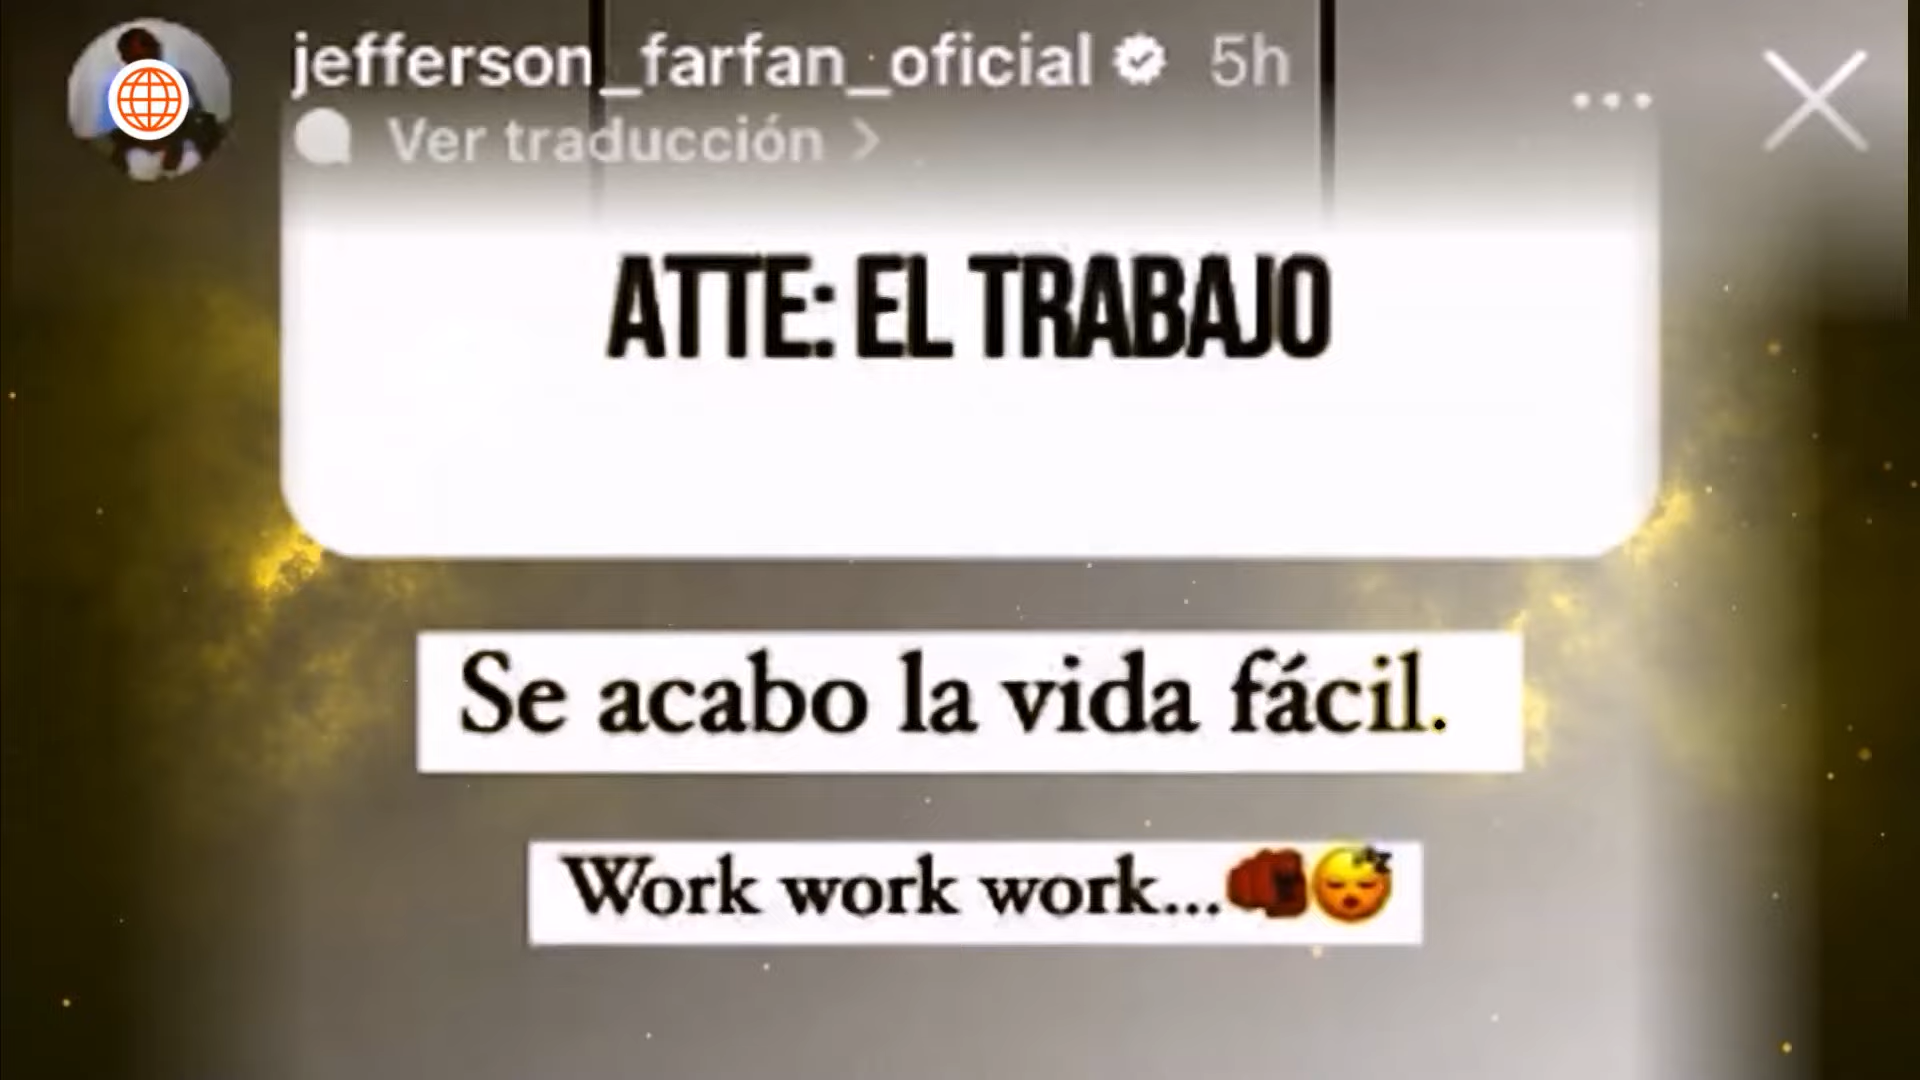 jefferson_farfan_oficial 5h
Ver traducción >
ATTE: EL TRABAJO
Se acabo la vida fácil.
Work work work...👊🏾😴